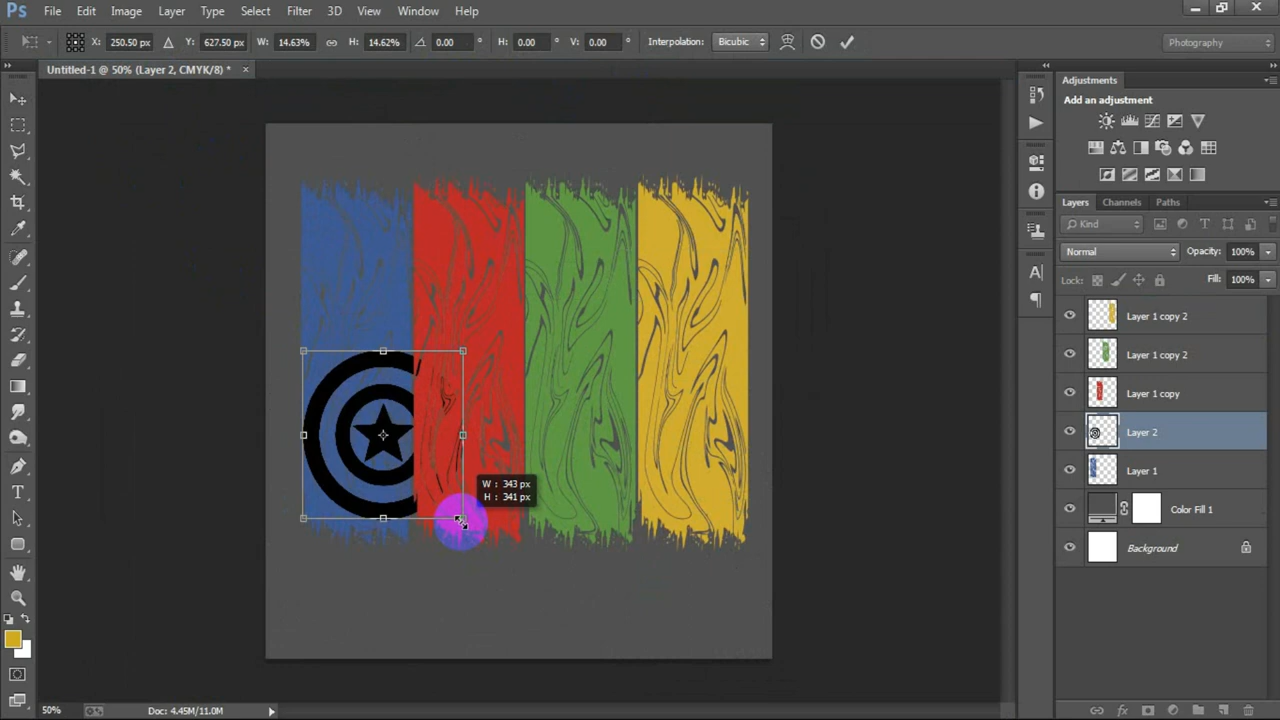 Ps File Edit Image Layer Type Select Filter 3D View Window Help
X: 250.50 px Y: 627.50 px W: 14.63% H: 14.62% 0.00 ° H: 0.00 ° V: 0.00 ° Interpolation: Bicubic Photography
Untitled-1 @ 50% (Layer 2, CMYK/8) * ×
Adjustments
Add an adjustment
Layers Channels Paths
Kind
Normal Opacity: 100%
Lock: Fill: 100%
Layer 1 copy 2
Layer 1 copy 2
Layer 1 copy
Layer 2
Layer 1
Color Fill 1
Background
W : 343 px
H : 341 px
50% Doc: 4.45M/11.0M